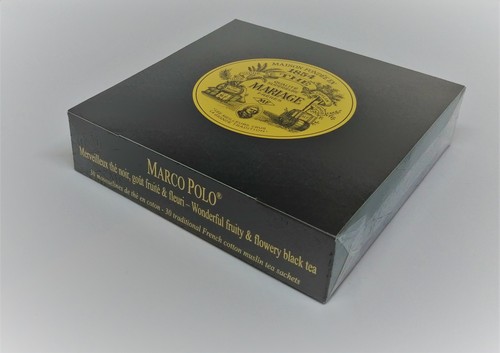 MAISON FONDÉE EN
1854
THÉ
MARIAGE
MARCO POLO®
Merveilleux thé noir, goût fruité & fleuri – Wonderful fruity & flowery black tea
30 mousselines de thé en coton - 30 traditional French cotton muslin tea sachets